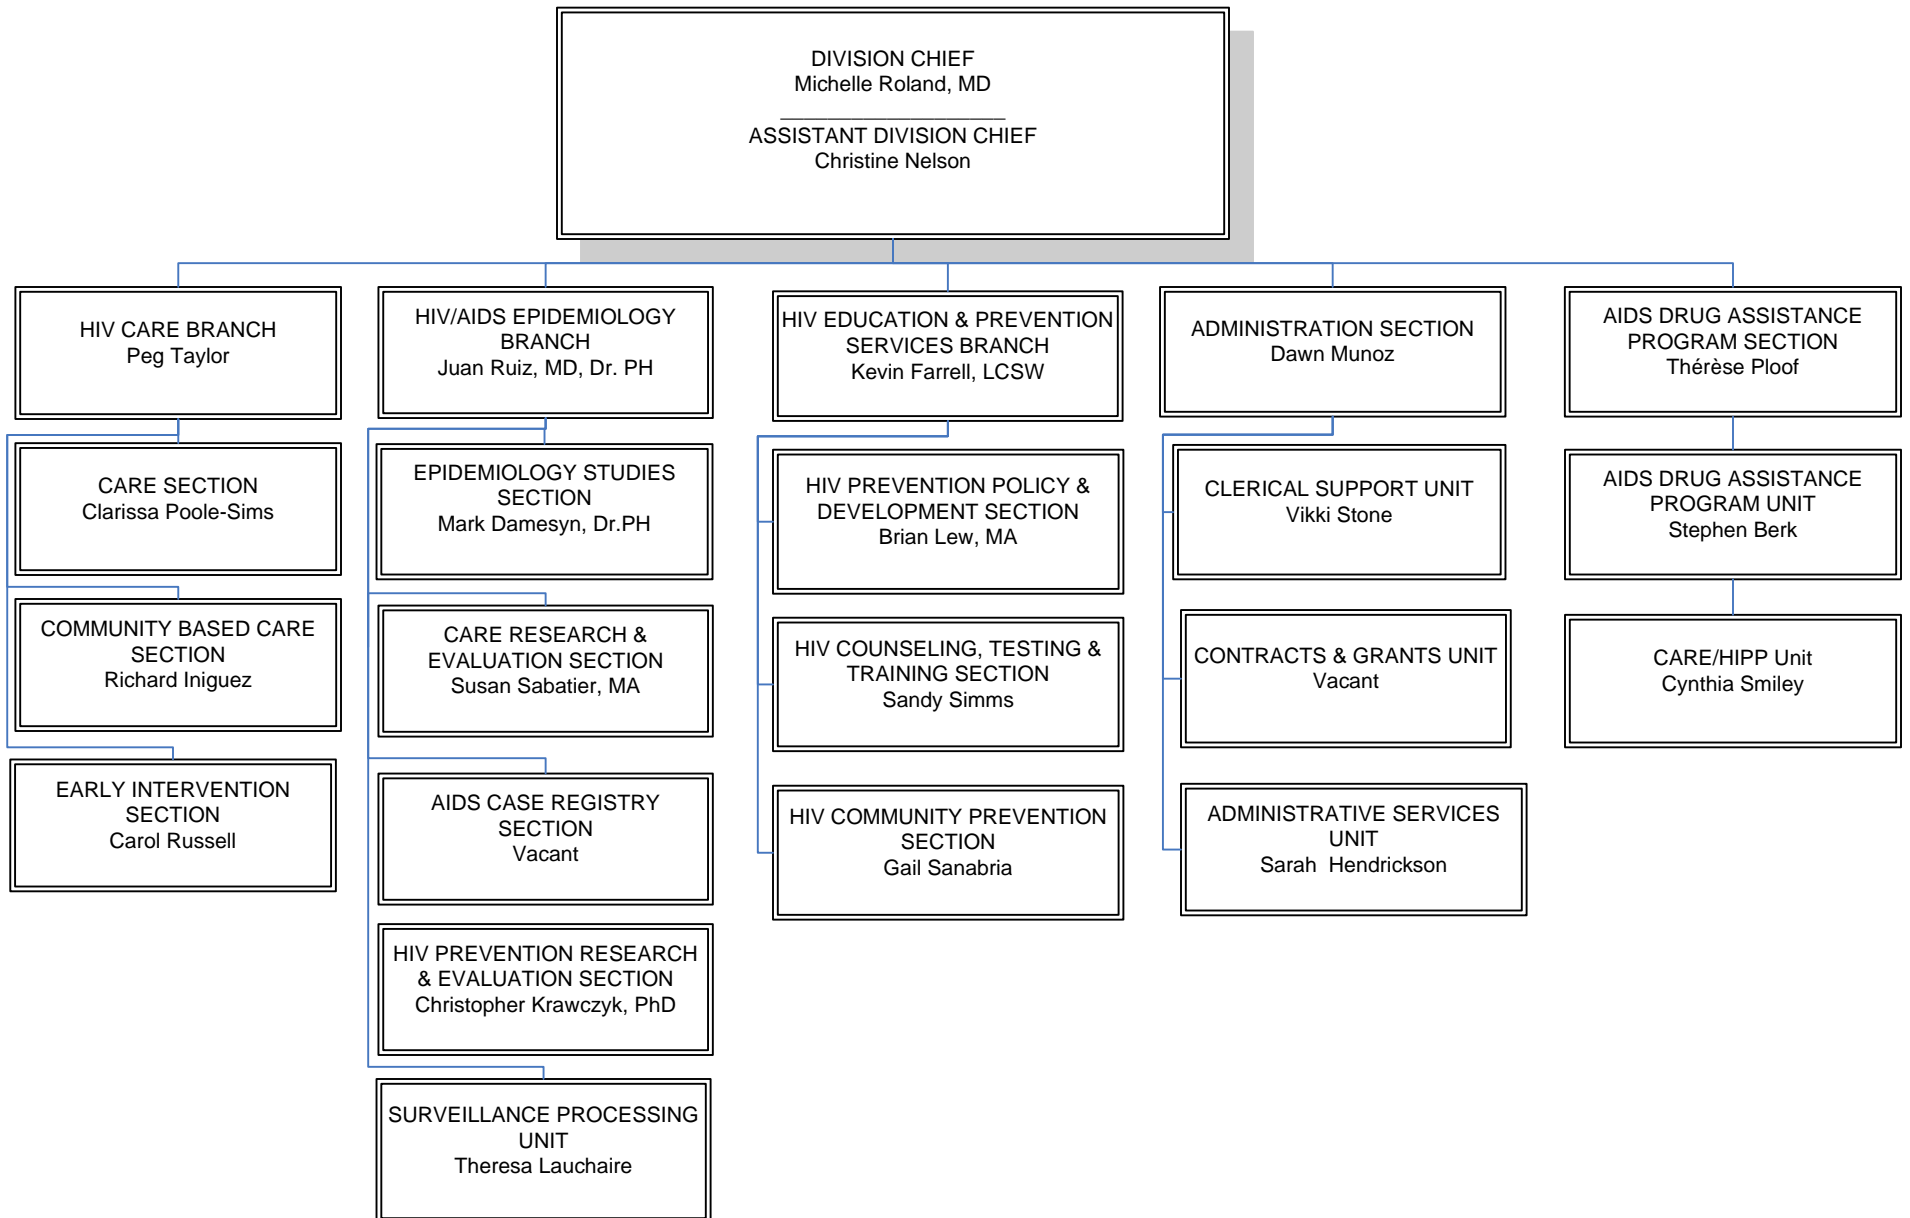 DIVISION CHIEF
Michelle Roland, MD
___________________
ASSISTANT DIVISION CHIEF
Christine Nelson
HIV CARE BRANCH
Peg Taylor
CARE SECTION
Clarissa Poole-Sims
COMMUNITY BASED CARE
SECTION
Richard Iniguez
EARLY INTERVENTION
SECTION
Carol Russell
HIV/AIDS EPIDEMIOLOGY
BRANCH
Juan Ruiz, MD, Dr. PH
EPIDEMIOLOGY STUDIES
SECTION
Mark Damesyn, Dr.PH
CARE RESEARCH &
EVALUATION SECTION
Susan Sabatier, MA
AIDS CASE REGISTRY
SECTION
Vacant
HIV PREVENTION RESEARCH
& EVALUATION SECTION
Christopher Krawczyk, PhD
SURVEILLANCE PROCESSING
UNIT
Theresa Lauchaire
HIV EDUCATION & PREVENTION
SERVICES BRANCH
Kevin Farrell, LCSW
HIV PREVENTION POLICY &
DEVELOPMENT SECTION
Brian Lew, MA
HIV COUNSELING, TESTING &
TRAINING SECTION
Sandy Simms
HIV COMMUNITY PREVENTION
SECTION
Gail Sanabria
ADMINISTRATION SECTION
Dawn Munoz
CLERICAL SUPPORT UNIT
Vikki Stone
CONTRACTS & GRANTS UNIT
Vacant
ADMINISTRATIVE SERVICES
UNIT
Sarah  Hendrickson
AIDS DRUG ASSISTANCE
PROGRAM SECTION
Thérèse Ploof
AIDS DRUG ASSISTANCE
PROGRAM UNIT
Stephen Berk
CARE/HIPP Unit
Cynthia Smiley